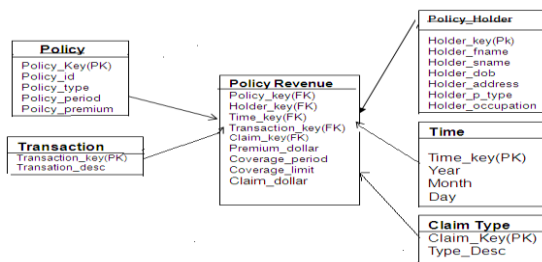 Policy
Policy_Key(PK)
Policy_id
Policy_type
Policy_period
Poilcy_premium
Transaction
Transaction_key(PK)
Transation_desc
Policy Revenue
Policy_key(FK)
Holder_key(FK)
Time_key(FK)
Transaction_key(FK)
Claim_key(FK)
Premium_dollar
Coverage_period
Coverage_limit
Claim_dollar
Policy_Holder
Holder_key(Pk)
Holder_fname
Holder_sname
Holder_dob
Holder_address
Holder_p_type
Holder_occupation
Time
Time_key(PK)
Year
Month
Day
Claim Type
Claim_Key(PK)
Type_Desc